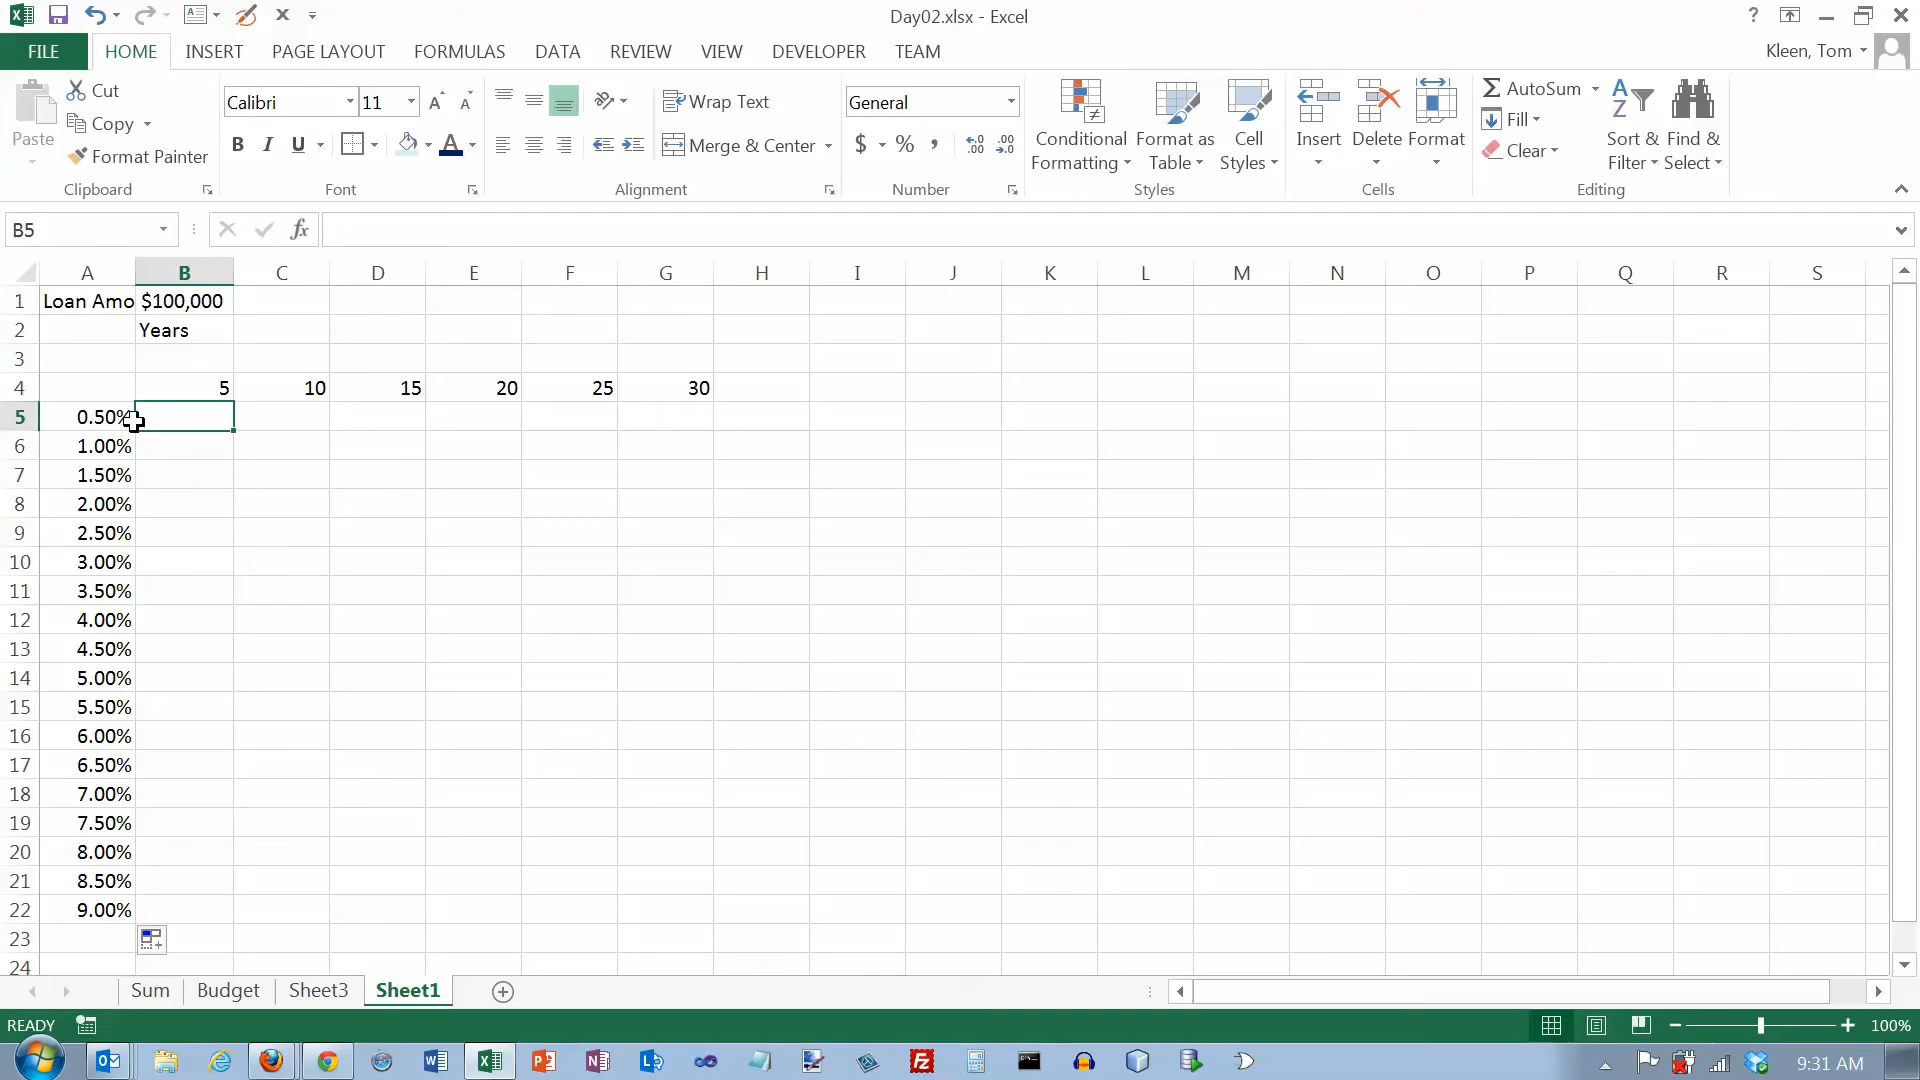 Day02.xlsx - Excel
?
FILE HOME INSERT PAGE LAYOUT FORMULAS DATA REVIEW VIEW DEVELOPER TEAM Kleen, Tom
Paste
Cut
Copy
Format Painter
Clipboard
Calibri 11
B I U A
Font
Wrap Text
Merge & Center
Alignment
General
$ % ,
Number
Conditional Formatting
Format as Table
Cell Styles
Styles
Insert Delete Format
Cells
AutoSum
Fill
Clear
Sort & Filter
Find & Select
Editing
B5 fx
A B C D E F G H I J K L M N O P Q R S
1 Loan Amo $100,000
2 Years
3
4 5 10 15 20 25 30
5 0.50%
6 1.00%
7 1.50%
8 2.00%
9 2.50%
10 3.00%
11 3.50%
12 4.00%
13 4.50%
14 5.00%
15 5.50%
16 6.00%
17 6.50%
18 7.00%
19 7.50%
20 8.00%
21 8.50%
22 9.00%
23
24
Sum Budget Sheet3 Sheet1
READY 100%
9:31 AM